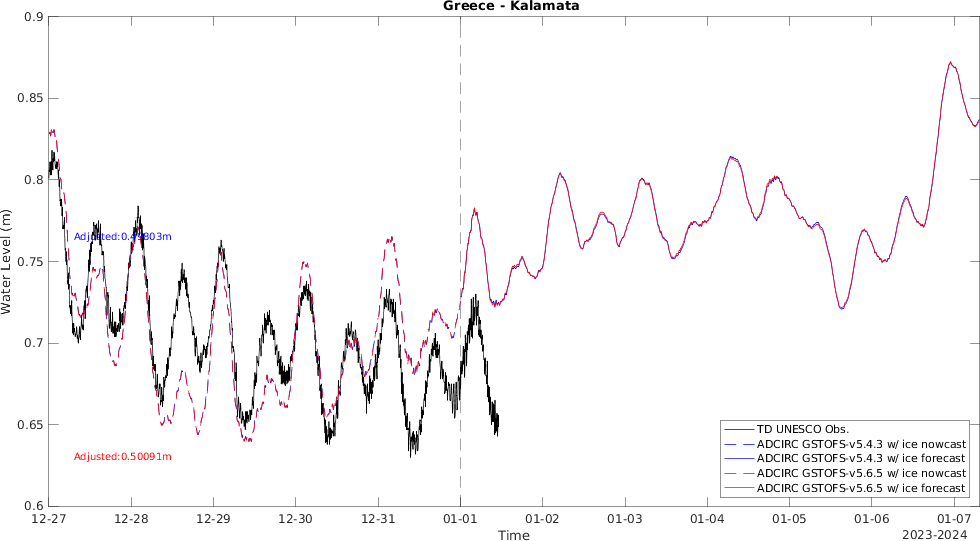 Greece - Kalamata
0.9
0.85
0.8
0.75
0.7
0.65
0.6
Water Level (m)
Adjusted:0.50091m
TD UNESCO Obs.
ADCIRC GSTOFS-v5.4.3 w/ ice nowcast
ADCIRC GSTOFS-v5.4.3 w/ ice forecast
ADCIRC GSTOFS-v5.6.5 w/ ice nowcast
ADCIRC GSTOFS-v5.6.5 w/ ice forecast
12-27 12-28 12-29 12-30 12-31 01-01 01-02 01-03 01-04 01-05 01-06 01-07
Time
2023-2024